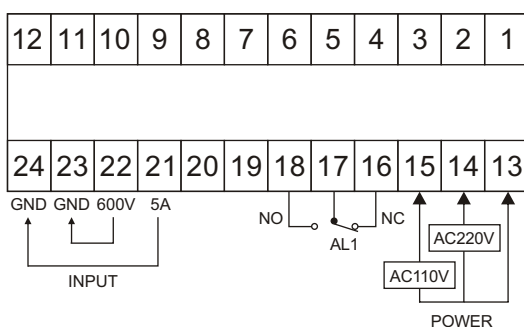 12 11 10 9 8 7 6 5 4 3 2 1
24 23 22 21 20 19 18 17 16 15 14 13
GND GND 600V 5A
NO NC
AL1
AC220V
AC110V
INPUT
POWER